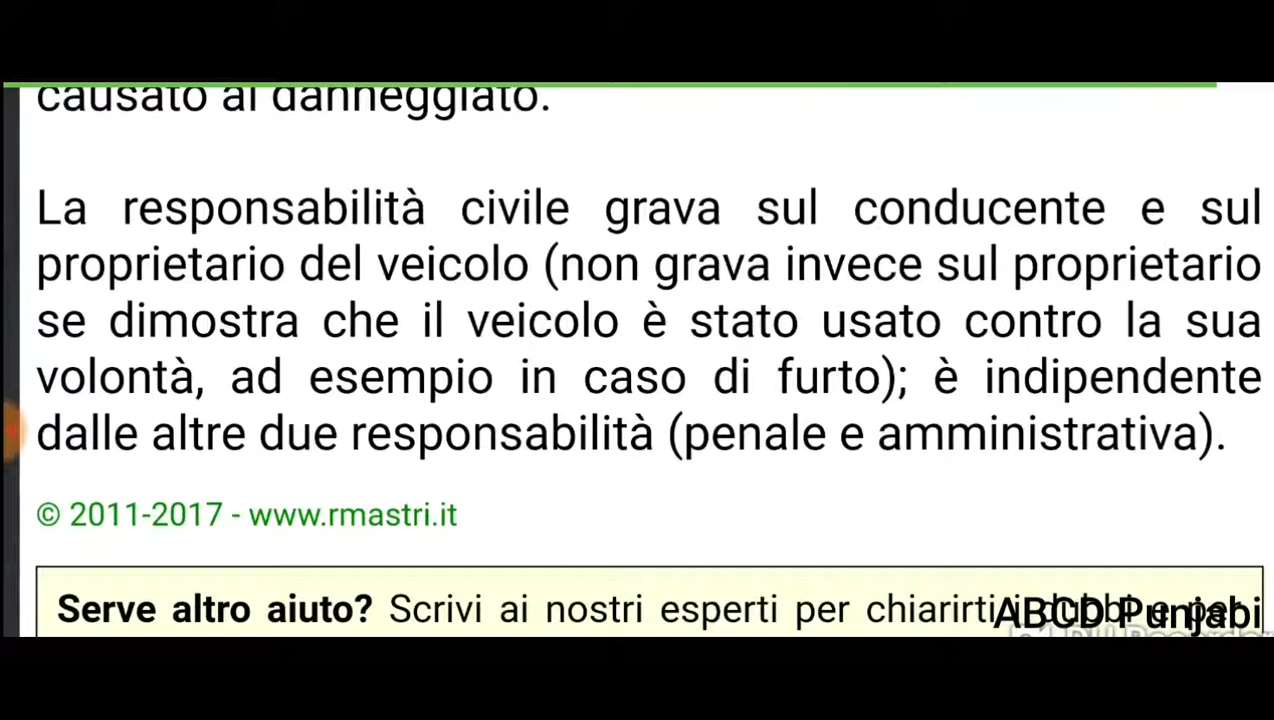 causato al danneggiato.
La responsabilità civile grava sul conducente e sul
proprietario del veicolo (non grava invece sul proprietario
se dimostra che il veicolo è stato usato contro la sua
volontà, ad esempio in caso di furto); è indipendente
dalle altre due responsabilità (penale e amministrativa).
© 2011-2017 - www.rmastri.it
Serve altro aiuto? Scrivi ai nostri esperti per chiarirti i dubbi e per
ABCD Punjabi